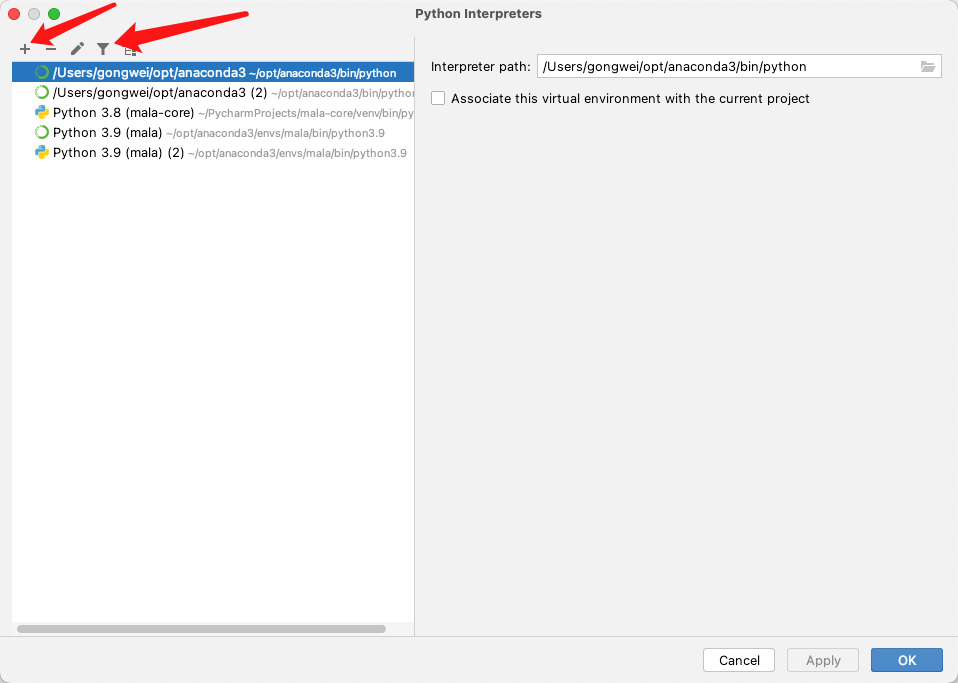 Python Interpreters
/Users/gongwei/opt/anaconda3 ~/opt/anaconda3/bin/python
/Users/gongwei/opt/anaconda3 (2) ~/opt/anaconda3/bin/python
Python 3.8 (mala-core) ~/PycharmProjects/mala-core/venv/bin/py
Python 3.9 (mala) ~/opt/anaconda3/envs/mala/bin/python3.9
Python 3.9 (mala) (2) ~/opt/anaconda3/envs/mala/bin/python3.9
Interpreter path: /Users/gongwei/opt/anaconda3/bin/python
Associate this virtual environment with the current project
Cancel Apply OK